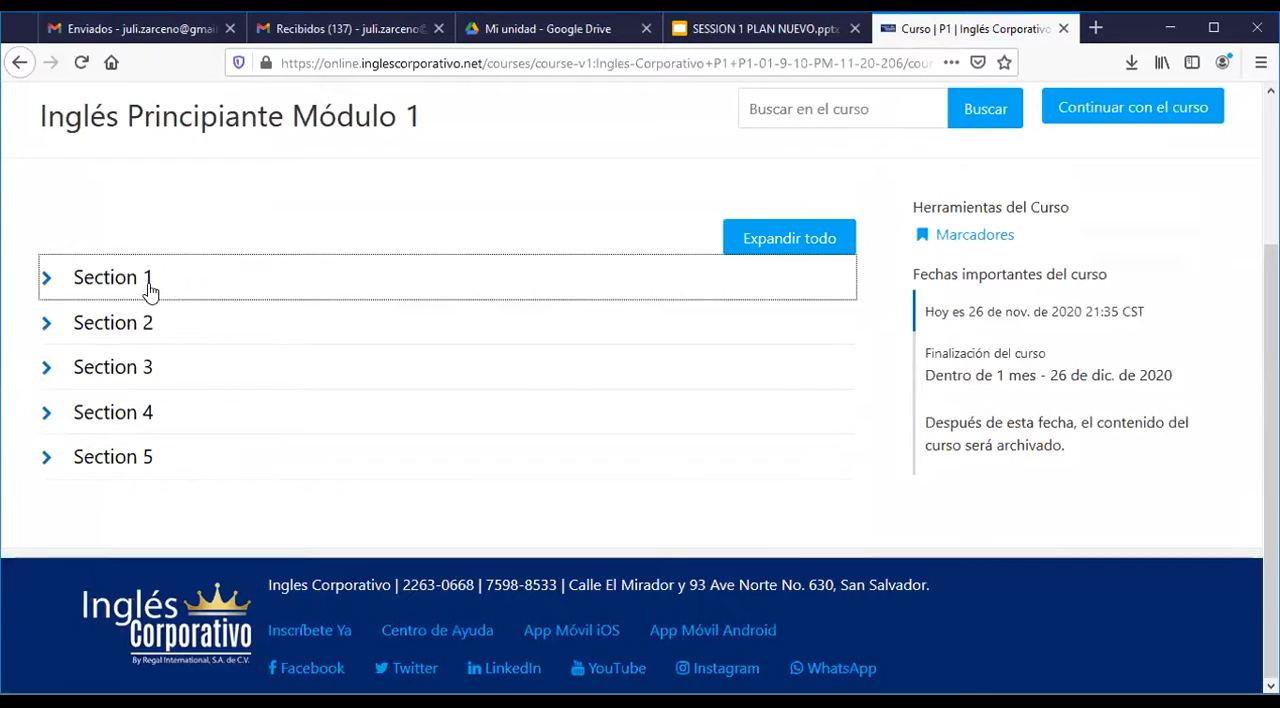 Enviados - juli.zarceno@gmai
Recibidos (137) - juli.zarceno@
Mi unidad - Google Drive
SESSION 1 PLAN NUEVO.pptx
Curso | P1 | Inglés Corporativo
https://online.inglescorporativo.net/courses/course-v1:Ingles-Corporativo+P1+P1-01-9-10-PM-11-20-206/cour
Inglés Principiante Módulo 1
Buscar en el curso
Buscar
Continuar con el curso
Expandir todo
Section 1
Section 2
Section 3
Section 4
Section 5
Herramientas del Curso
Marcadores
Fechas importantes del curso
Hoy es 26 de nov. de 2020 21:35 CST
Finalización del curso
Dentro de 1 mes - 26 de dic. de 2020
Después de esta fecha, el contenido del
curso será archivado.
Inglés
Corporativo
By Regal International, S.A. de C.V.
Ingles Corporativo | 2263-0668 | 7598-8533 | Calle El Mirador y 93 Ave Norte No. 630, San Salvador.
Inscríbete Ya
Centro de Ayuda
App Móvil iOS
App Móvil Android
Facebook
Twitter
LinkedIn
YouTube
Instagram
WhatsApp